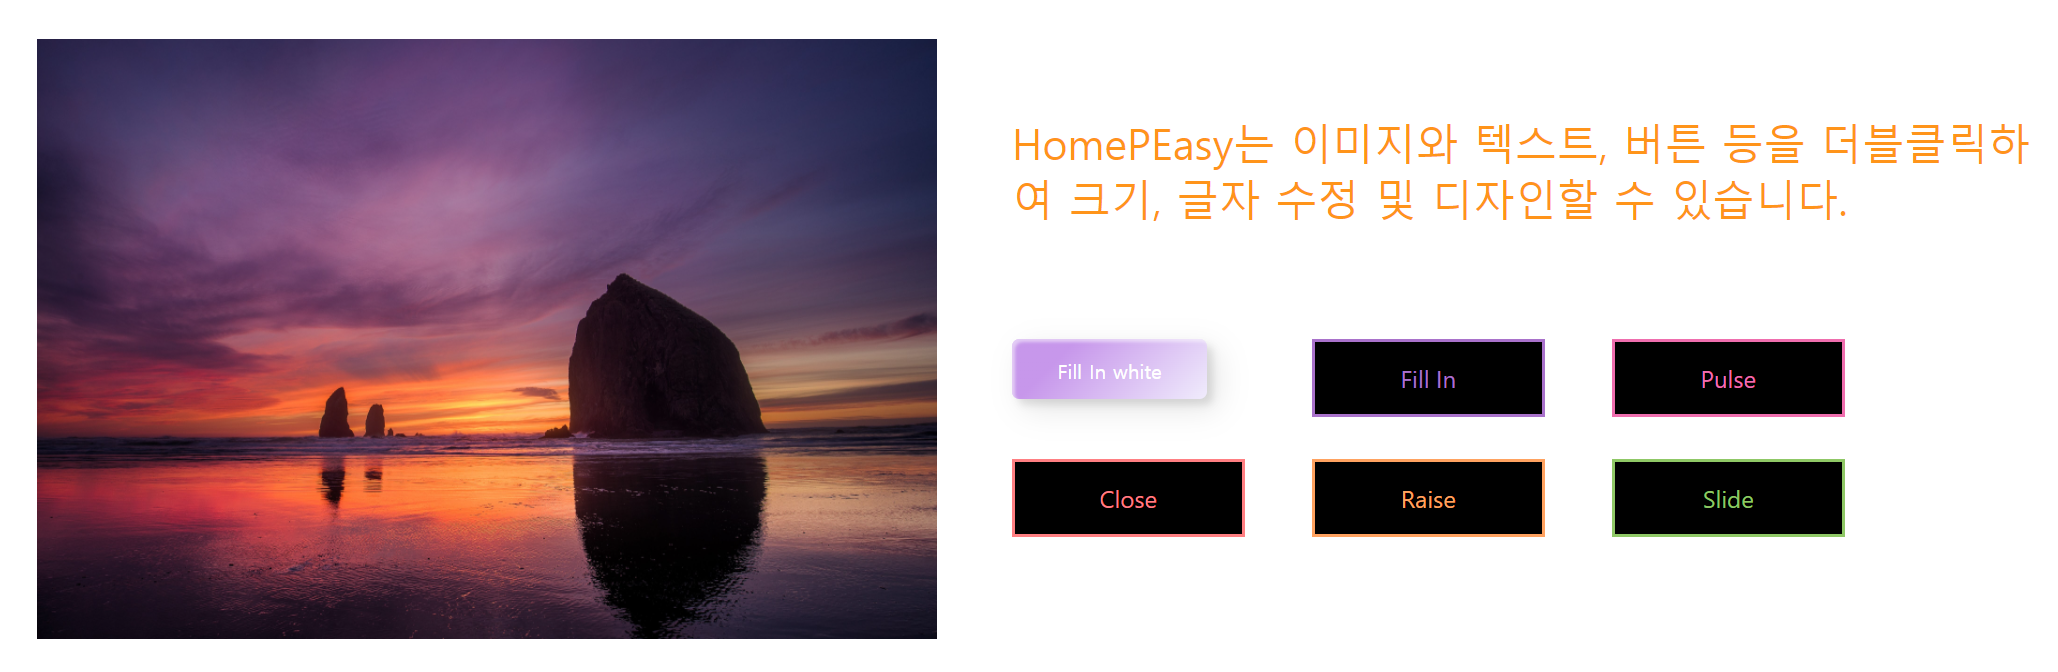 HomePEasy는 이미지와 텍스트, 버튼 등을 더블클릭하
여 크기, 글자 수정 및 디자인할 수 있습니다.
Fill In white
Fill In
Pulse
Close
Raise
Slide